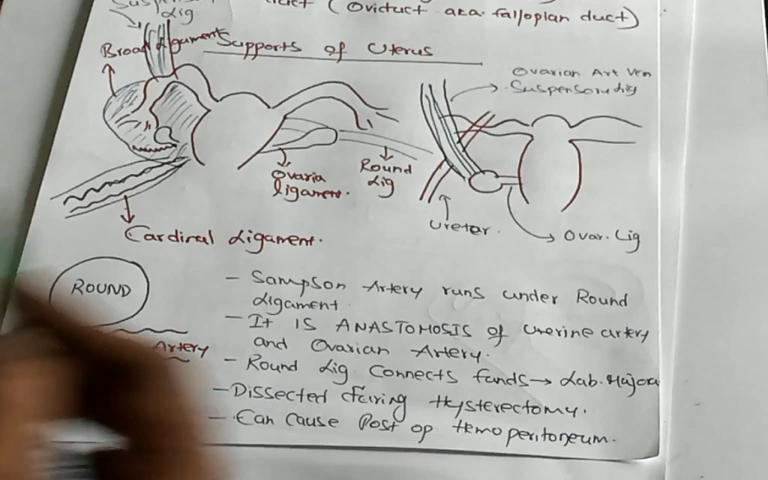 (Oviduct aka fallopian duct)
Lig
Broad Ligament
Supports of Uterus
Ovarian Art Ven
Suspensory Lig
Ovaria
Ligament.
Round
Lig
Ureter.
Ovar. Lig
Cardinal Ligament.
ROUND
Artery
- Sampson Artery runs under Round
Ligament
- It IS ANASTOMOSIS of Uterine artery
and Ovarian Artery.
- Round Lig Connects fundus → Lab. Majora
- Dissected during Hysterectomy.
- Can cause Post op Hemoperitoneum.